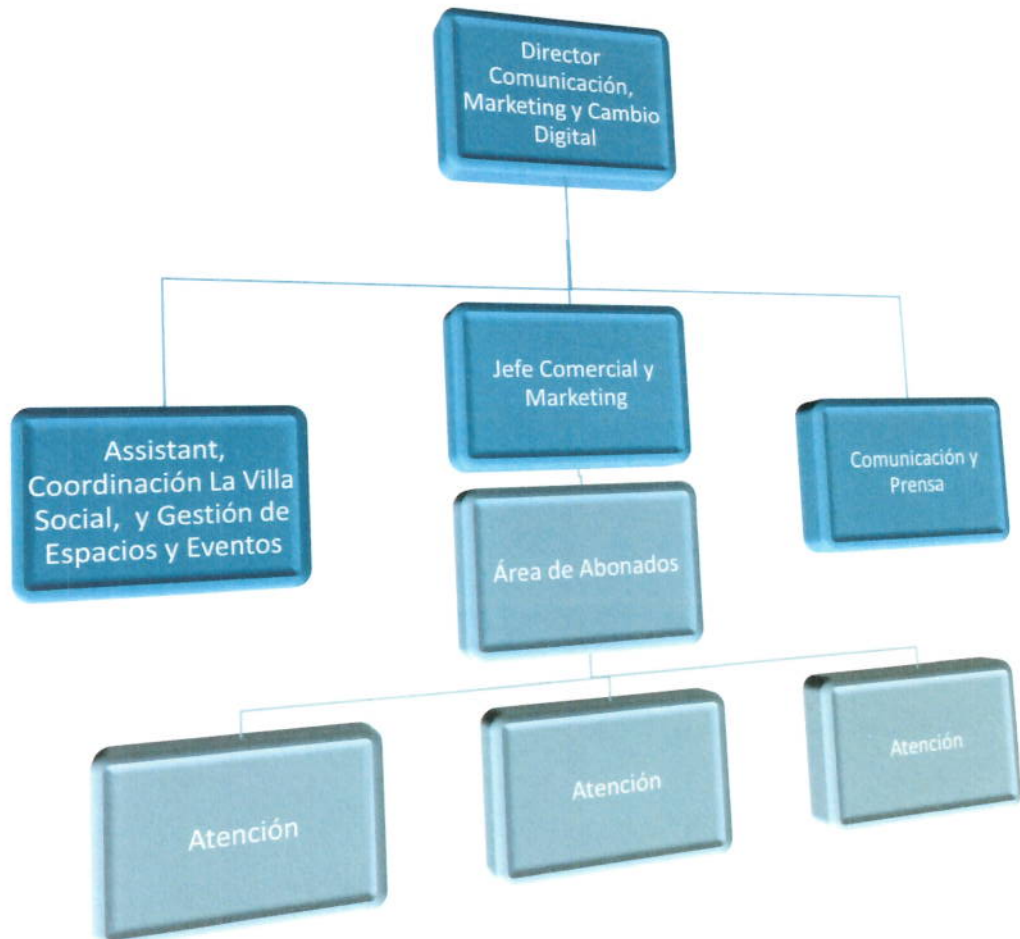 Director
Comunicación,
Marketing y Cambio
Digital
Jefe Comercial y
Marketing
Assistant,
Coordinación La Villa
Social,  y Gestión de
Espacios y Eventos
Comunicación y
Prensa
Área de Abonados
Atención
Atención
Atención